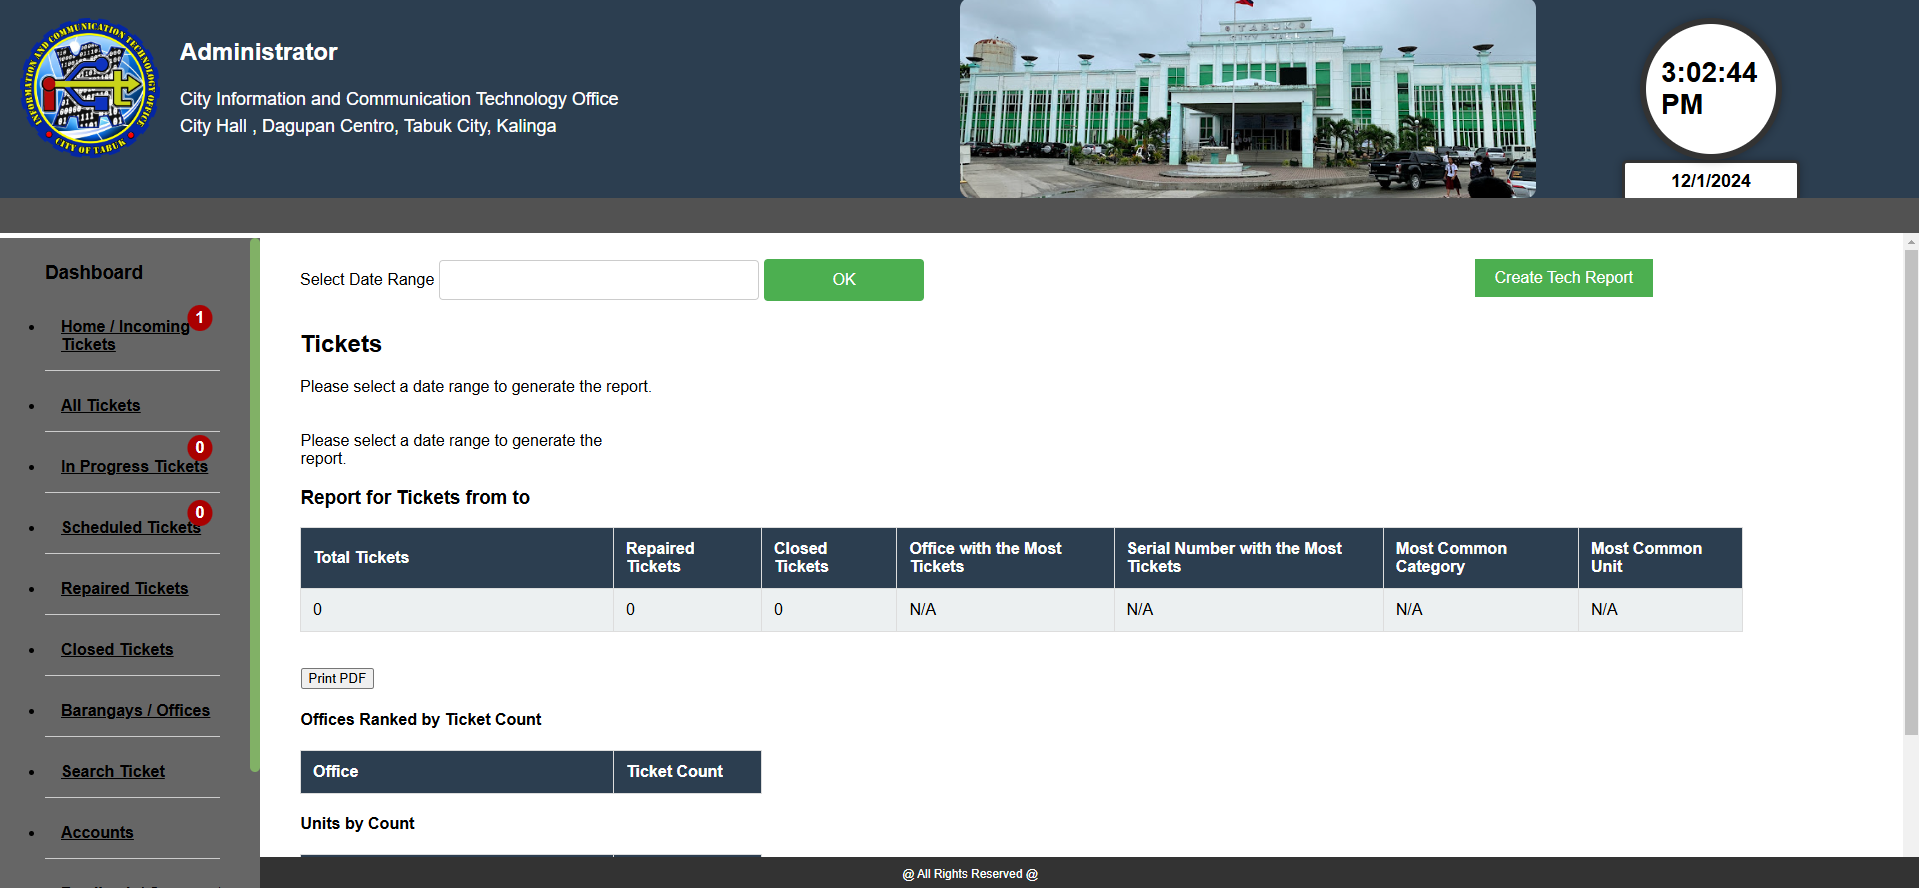 INFORMATION AND COMMUNICATION TECHNOLOGY OFFICE
CITY OF TABUK
Administrator
City Information and Communication Technology Office
City Hall , Dagupan Centro, Tabuk City, Kalinga
TABUK
CITY HALL
3:02:44
PM
12/1/2024
Dashboard
Home / Incoming
Tickets
1
All Tickets
In Progress Tickets
0
Scheduled Tickets
0
Repaired Tickets
Closed Tickets
Barangays / Offices
Search Ticket
Accounts
Select Date Range
OK
Create Tech Report
Tickets
Please select a date range to generate the report.
Please select a date range to generate the
report.
Report for Tickets from to
Total Tickets
Repaired
Tickets
Closed
Tickets
Office with the Most
Tickets
Serial Number with the Most
Tickets
Most Common
Category
Most Common
Unit
0 0 0 N/A N/A N/A N/A
Print PDF
Offices Ranked by Ticket Count
Office Ticket Count
Units by Count
@ All Rights Reserved @